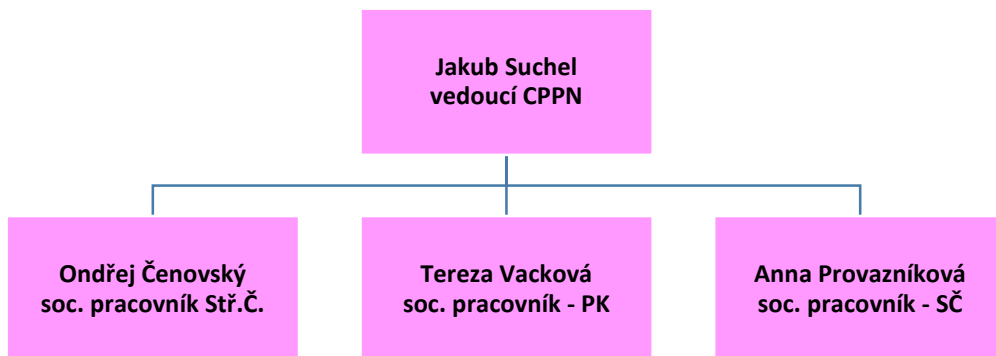 Jakub Suchel
vedoucí CPPN
Ondřej Čenovský
soc. pracovník Stř.Č.
Tereza Vacková
soc. pracovník - PK
Anna Provazníková
soc. pracovník - SČ